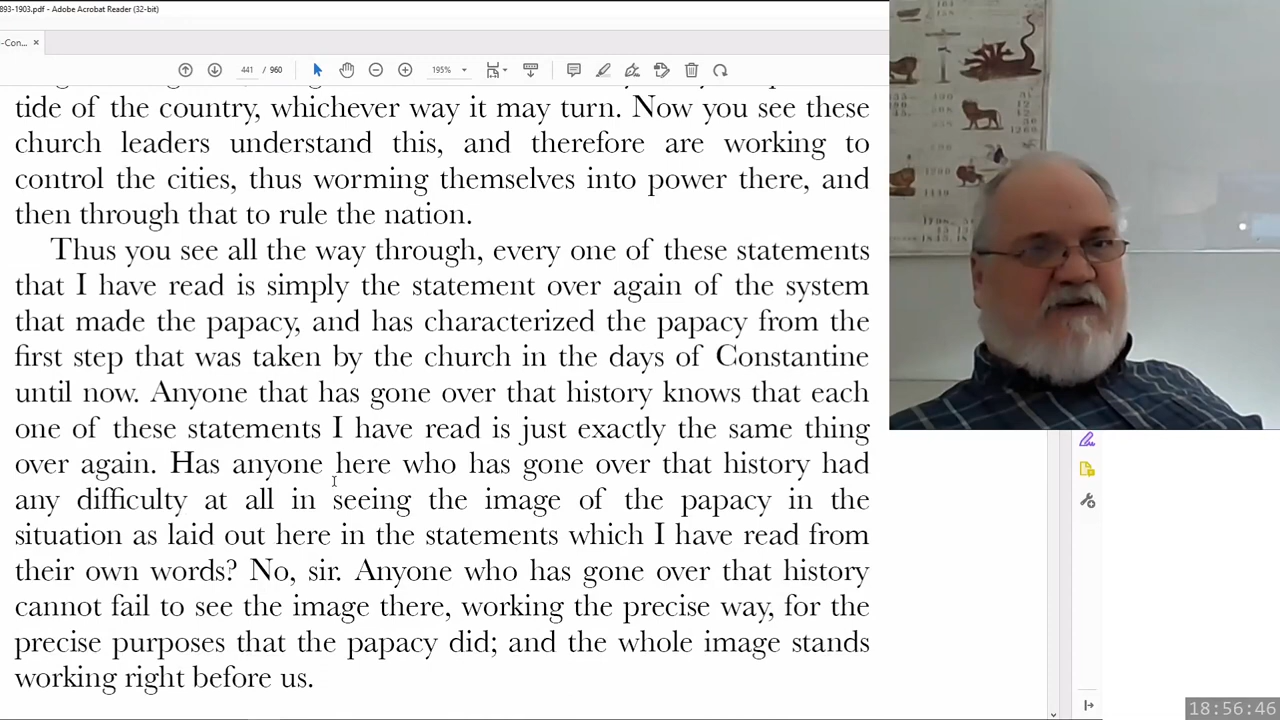 893-1903.pdf - Adobe Acrobat Reader (32-bit)
-Con... ×
441 / 960
195%
tide of the country, whichever way it may turn. Now you see these
church leaders understand this, and therefore are working to
control the cities, thus worming themselves into power there, and
then through that to rule the nation.
Thus you see all the way through, every one of these statements
that I have read is simply the statement over again of the system
that made the papacy, and has characterized the papacy from the
first step that was taken by the church in the days of Constantine
until now. Anyone that has gone over that history knows that each
one of these statements I have read is just exactly the same thing
over again. Has anyone here who has gone over that history had
any difficulty at all in seeing the image of the papacy in the
situation as laid out here in the statements which I have read from
their own words? No, sir. Anyone who has gone over that history
cannot fail to see the image there, working the precise way, for the
precise purposes that the papacy did; and the whole image stands
working right before us.
18:56:46